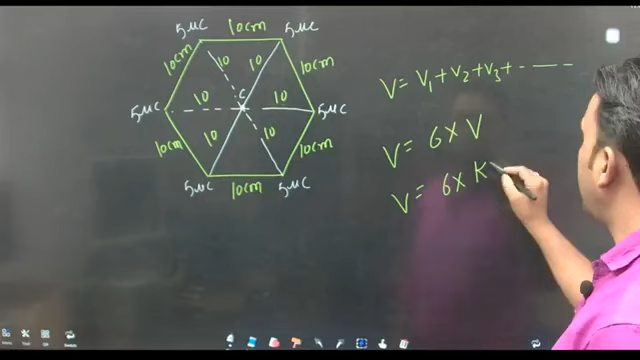 10cm
5μC 5μC
10cm 10cm
10 10
C
5μC 10 10 5μC
10 10
10cm 10cm
5μC 10cm 5μC
V= V1+V2+V3+-----
V= 6×V
V= 6×K